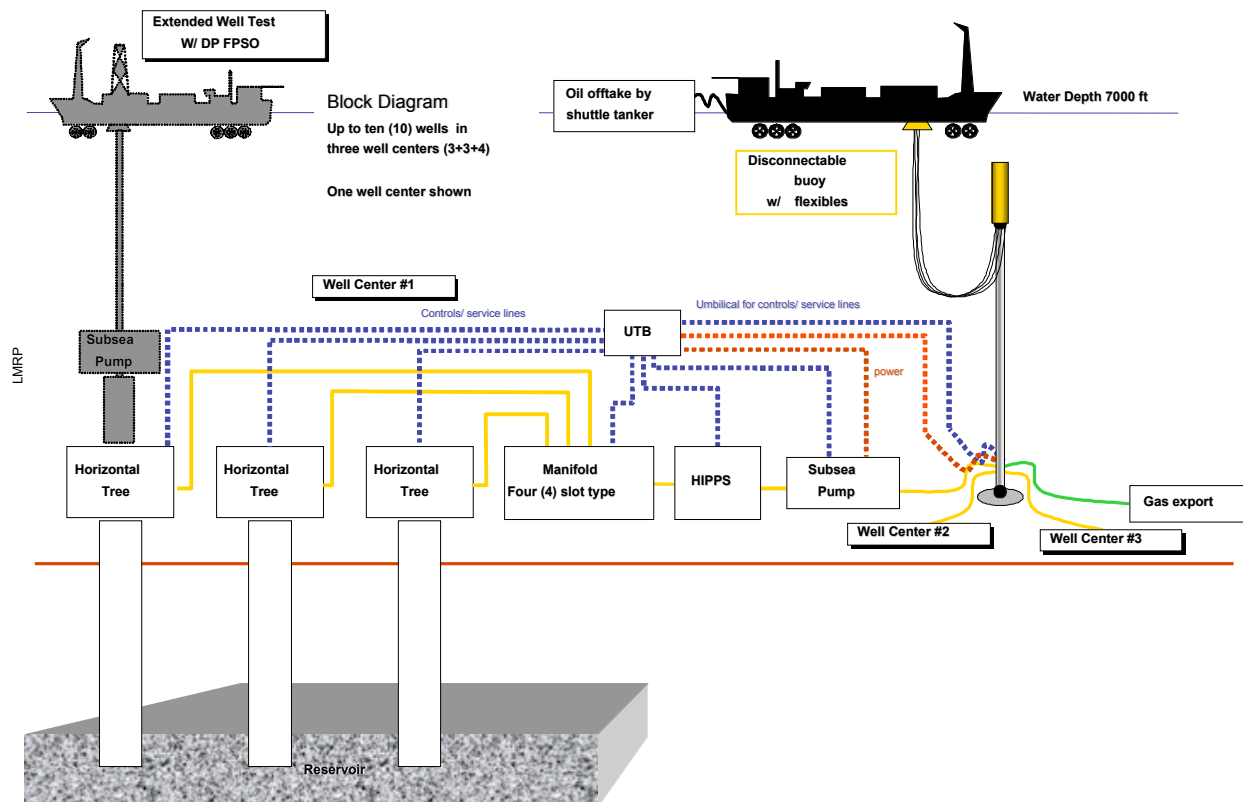 Extended Well Test
W/ DP FPSO
Block Diagram
Up to ten (10) wells in
three well centers (3+3+4)
One well center shown
Oil offtake by
shuttle tanker
Water Depth 7000 ft
Disconnectable
buoy
w/ flexibles
Well Center #1
Controls/ service lines
Umbilical for controls/ service lines
UTB
power
LMRP
Subsea
Pump
Horizontal
Tree
Horizontal
Tree
Horizontal
Tree
Manifold
Four (4) slot type
HIPPS
Subsea
Pump
Gas export
Well Center #2
Well Center #3
Reservoir